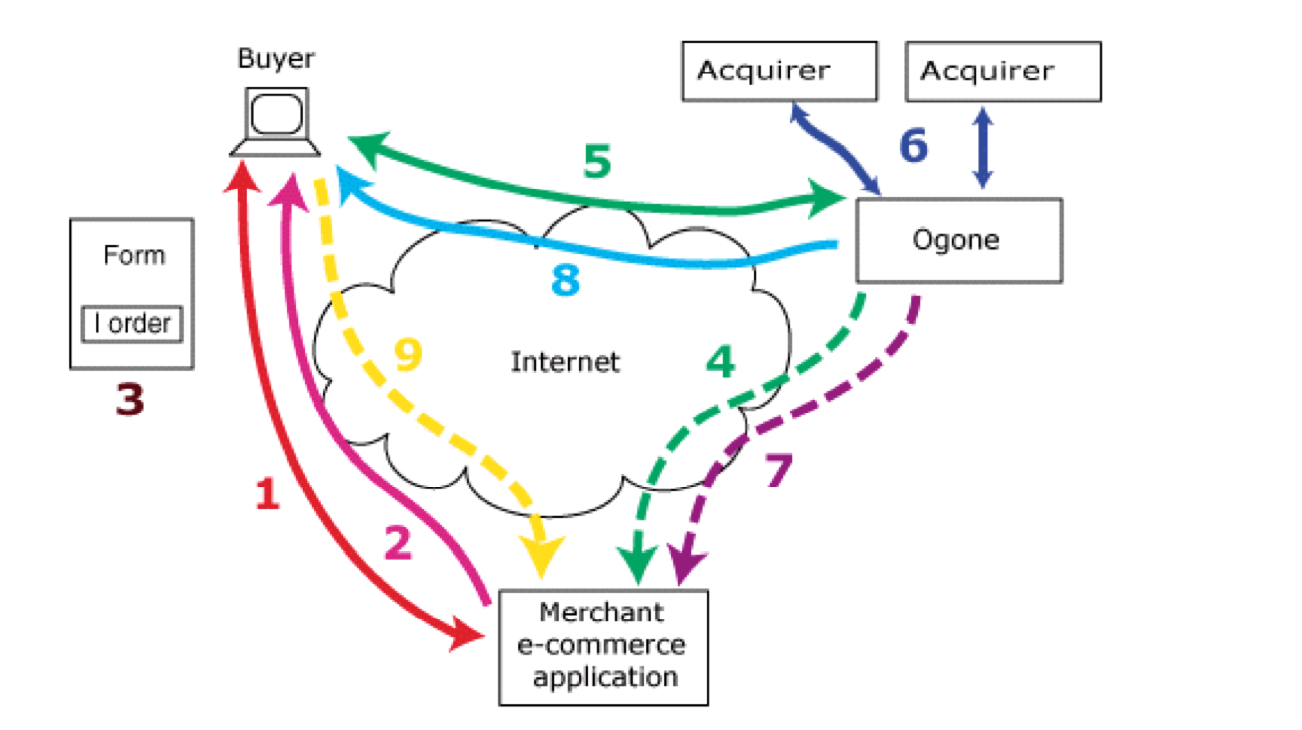 Buyer
Acquirer
Acquirer
5
6
Form
I order
3
Ogone
8
Internet
9
4
7
1
2
Merchant
e-commerce
application